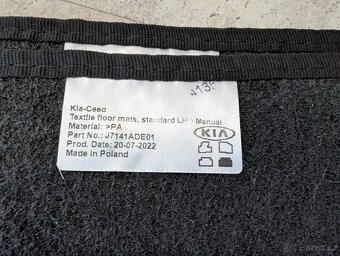 Kia-Ceed
Textile floor mats, standard LHD Manual
Material: >PA
Part No.: J7141ADE01
Prod. Date: 20-07-2022
Made in Poland
KIA